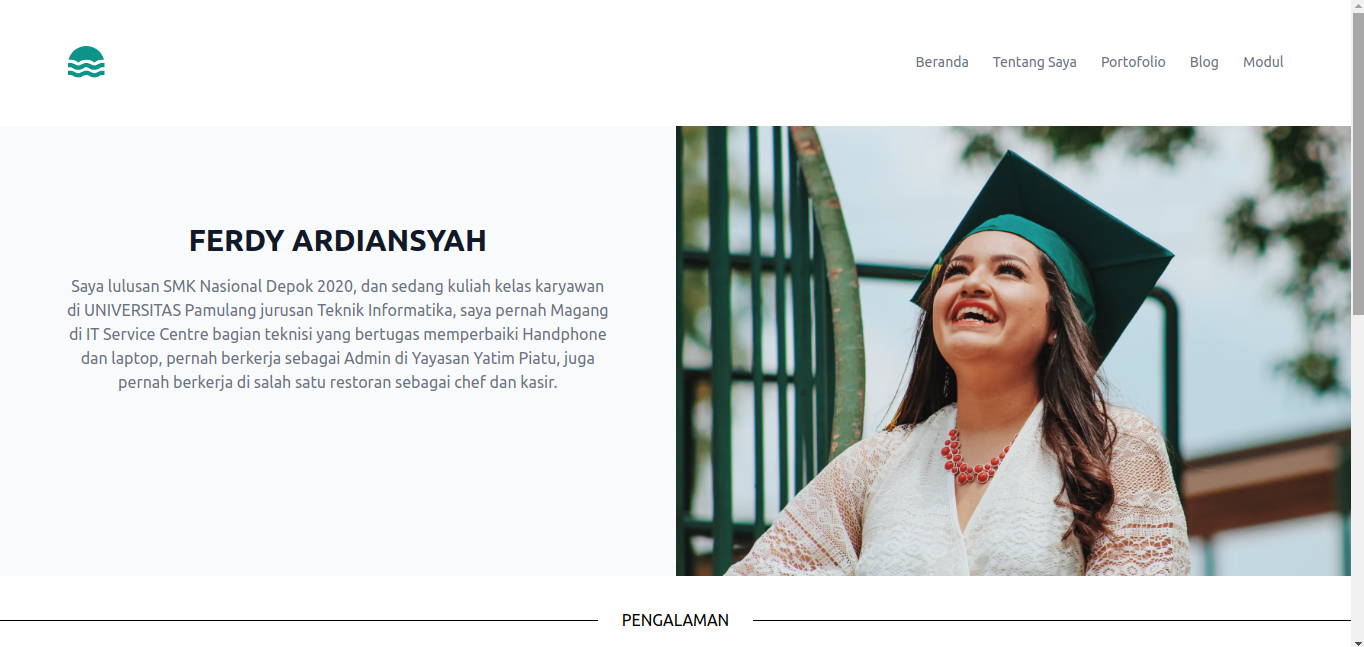 Beranda Tentang Saya Portofolio Blog Modul
FERDY ARDIANSYAH
Saya lulusan SMK Nasional Depok 2020, dan sedang kuliah kelas karyawan
di UNIVERSITAS Pamulang jurusan Teknik Informatika, saya pernah Magang
di IT Service Centre bagian teknisi yang bertugas memperbaiki Handphone
dan laptop, pernah berkerja sebagai Admin di Yayasan Yatim Piatu, juga
pernah berkerja di salah satu restoran sebagai chef dan kasir.
PENGALAMAN